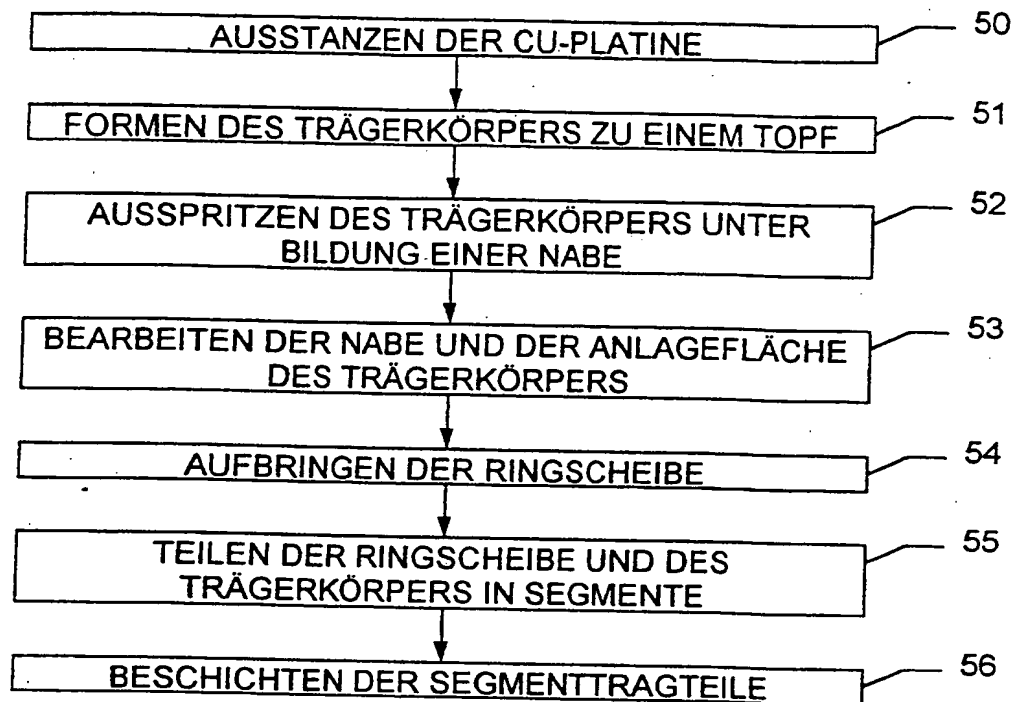 AUSSTANZEN DER CU-PLATINE
50
FORMEN DES TRÄGERKÖRPERS ZU EINEM TOPF
51
AUSSPRITZEN DES TRÄGERKÖRPERS UNTER
BILDUNG EINER NABE
52
BEARBEITEN DER NABE UND DER ANLAGEFLÄCHE
DES TRÄGERKÖRPERS
53
AUFBRINGEN DER RINGSCHEIBE
54
TEILEN DER RINGSCHEIBE UND DES
TRÄGERKÖRPERS IN SEGMENTE
55
BESCHICHTEN DER SEGMENTTRAGTEILE
56